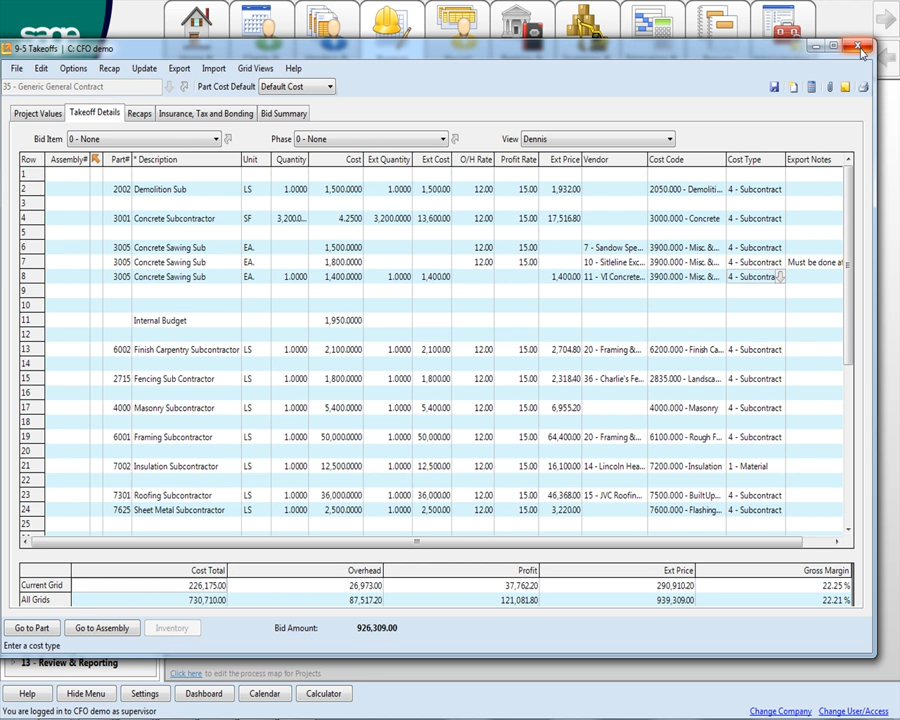 sage
9-5 Takeoffs | C: CFO demo
File Edit Options Recap Update Export Import Grid Views Help
35 - Generic General Contract Part Cost Default Default Cost
Project Values Takeoff Details Recaps Insurance, Tax and Bonding Bid Summary
Bid Item 0 - None Phase 0 - None View Dennis
Row Assembly# Part# * Description Unit Quantity Cost Ext Quantity Ext Cost O/H Rate Profit Rate Ext Price Vendor Cost Code Cost Type Export Notes
1
2 2002 Demolition Sub LS 1.0000 1,500.0000 1.0000 1,500.00 12.00 15.00 1,932.00 2050.000 - Demoliti... 4 - Subcontract
3
4 3001 Concrete Subcontractor SF 3,200.0... 4.2500 3,200.0000 13,600.00 12.00 15.00 17,516.80 3000.000 - Concrete 4 - Subcontract
5
6 3005 Concrete Sawing Sub EA. 1,500.0000 12.00 15.00 7 - Sandow Spe... 3900.000 - Misc. &... 4 - Subcontract
7 3005 Concrete Sawing Sub EA. 1,800.0000 12.00 15.00 10 - Sitleline Exc... 3900.000 - Misc. &... 4 - Subcontract Must be done at
8 3005 Concrete Sawing Sub EA. 1.0000 1,400.0000 1.0000 1,400.00 1,400.00 11 - VI Concrete... 3900.000 - Misc. &... 4 - Subcontra
9
10
11 Internal Budget 1,950.0000
12
13 6002 Finish Carpentry Subcontractor LS 1.0000 2,100.0000 1.0000 2,100.00 12.00 15.00 2,704.80 20 - Framing &... 6200.000 - Finish Ca... 4 - Subcontract
14
15 2715 Fencing Sub Contractor LS 1.0000 1,800.0000 1.0000 1,800.00 12.00 15.00 2,318.40 36 - Charlie's Fe... 2835.000 - Landsca... 4 - Subcontract
16
17 4000 Masonry Subcontractor LS 1.0000 5,400.0000 1.0000 5,400.00 12.00 15.00 6,955.20 4000.000 - Masonry 4 - Subcontract
18
19 6001 Framing Subcontractor LS 1.0000 50,000.0000 1.0000 50,000.00 12.00 15.00 64,400.00 20 - Framing &... 6100.000 - Rough F... 4 - Subcontract
20
21 7002 Insulation Subcontractor LS 1.0000 12,500.0000 1.0000 12,500.00 12.00 15.00 16,100.00 14 - Lincoln Hea... 7200.000 - Insulation 1 - Material
22
23 7301 Roofing Subcontractor LS 1.0000 36,000.0000 1.0000 36,000.00 12.00 15.00 46,368.00 15 - JVC Roofin... 7500.000 - BuiltUp... 4 - Subcontract
24 7625 Sheet Metal Subcontractor LS 1.0000 2,500.0000 1.0000 2,500.00 12.00 15.00 3,220.00 7600.000 - Flashing... 4 - Subcontract
25
Cost Total Overhead Profit Ext Price Gross Margin
Current Grid 226,175.00 26,973.00 37,762.20 290,910.20 22.25 %
All Grids 730,710.00 87,517.20 121,081.80 939,309.00 22.21 %
Go to Part Go to Assembly Inventory Bid Amount: 926,309.00
Enter a cost type
13 - Review & Reporting
Click here to edit the process map for Projects
Help Hide Menu Settings Dashboard Calendar Calculator
You are logged in to CFO demo as supervisor Change Company Change User/Access